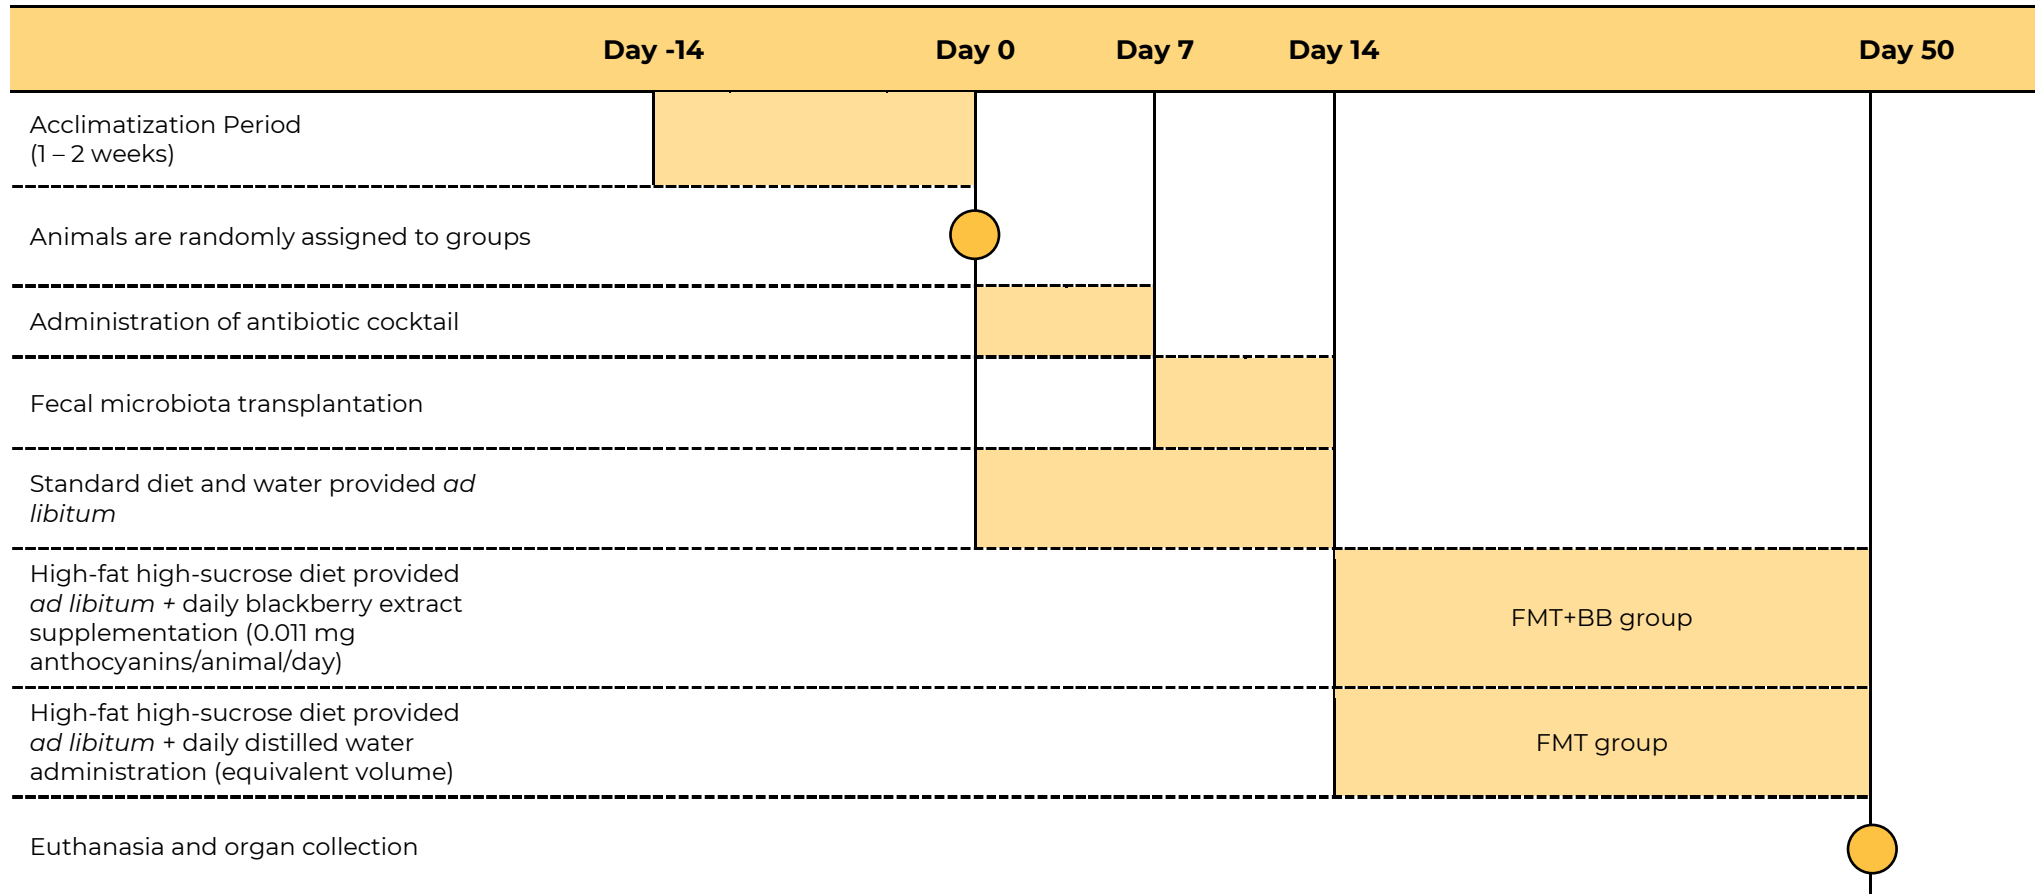 Day -14 Day 0 Day 7 Day 14 Day 50
Acclimatization Period
(1 – 2 weeks)
Animals are randomly assigned to groups
Administration of antibiotic cocktail
Fecal microbiota transplantation
Standard diet and water provided ad
libitum
High-fat high-sucrose diet provided
ad libitum + daily blackberry extract
supplementation (0.011 mg
anthocyanins/animal/day)
FMT+BB group
High-fat high-sucrose diet provided
ad libitum + daily distilled water
administration (equivalent volume)
FMT group
Euthanasia and organ collection